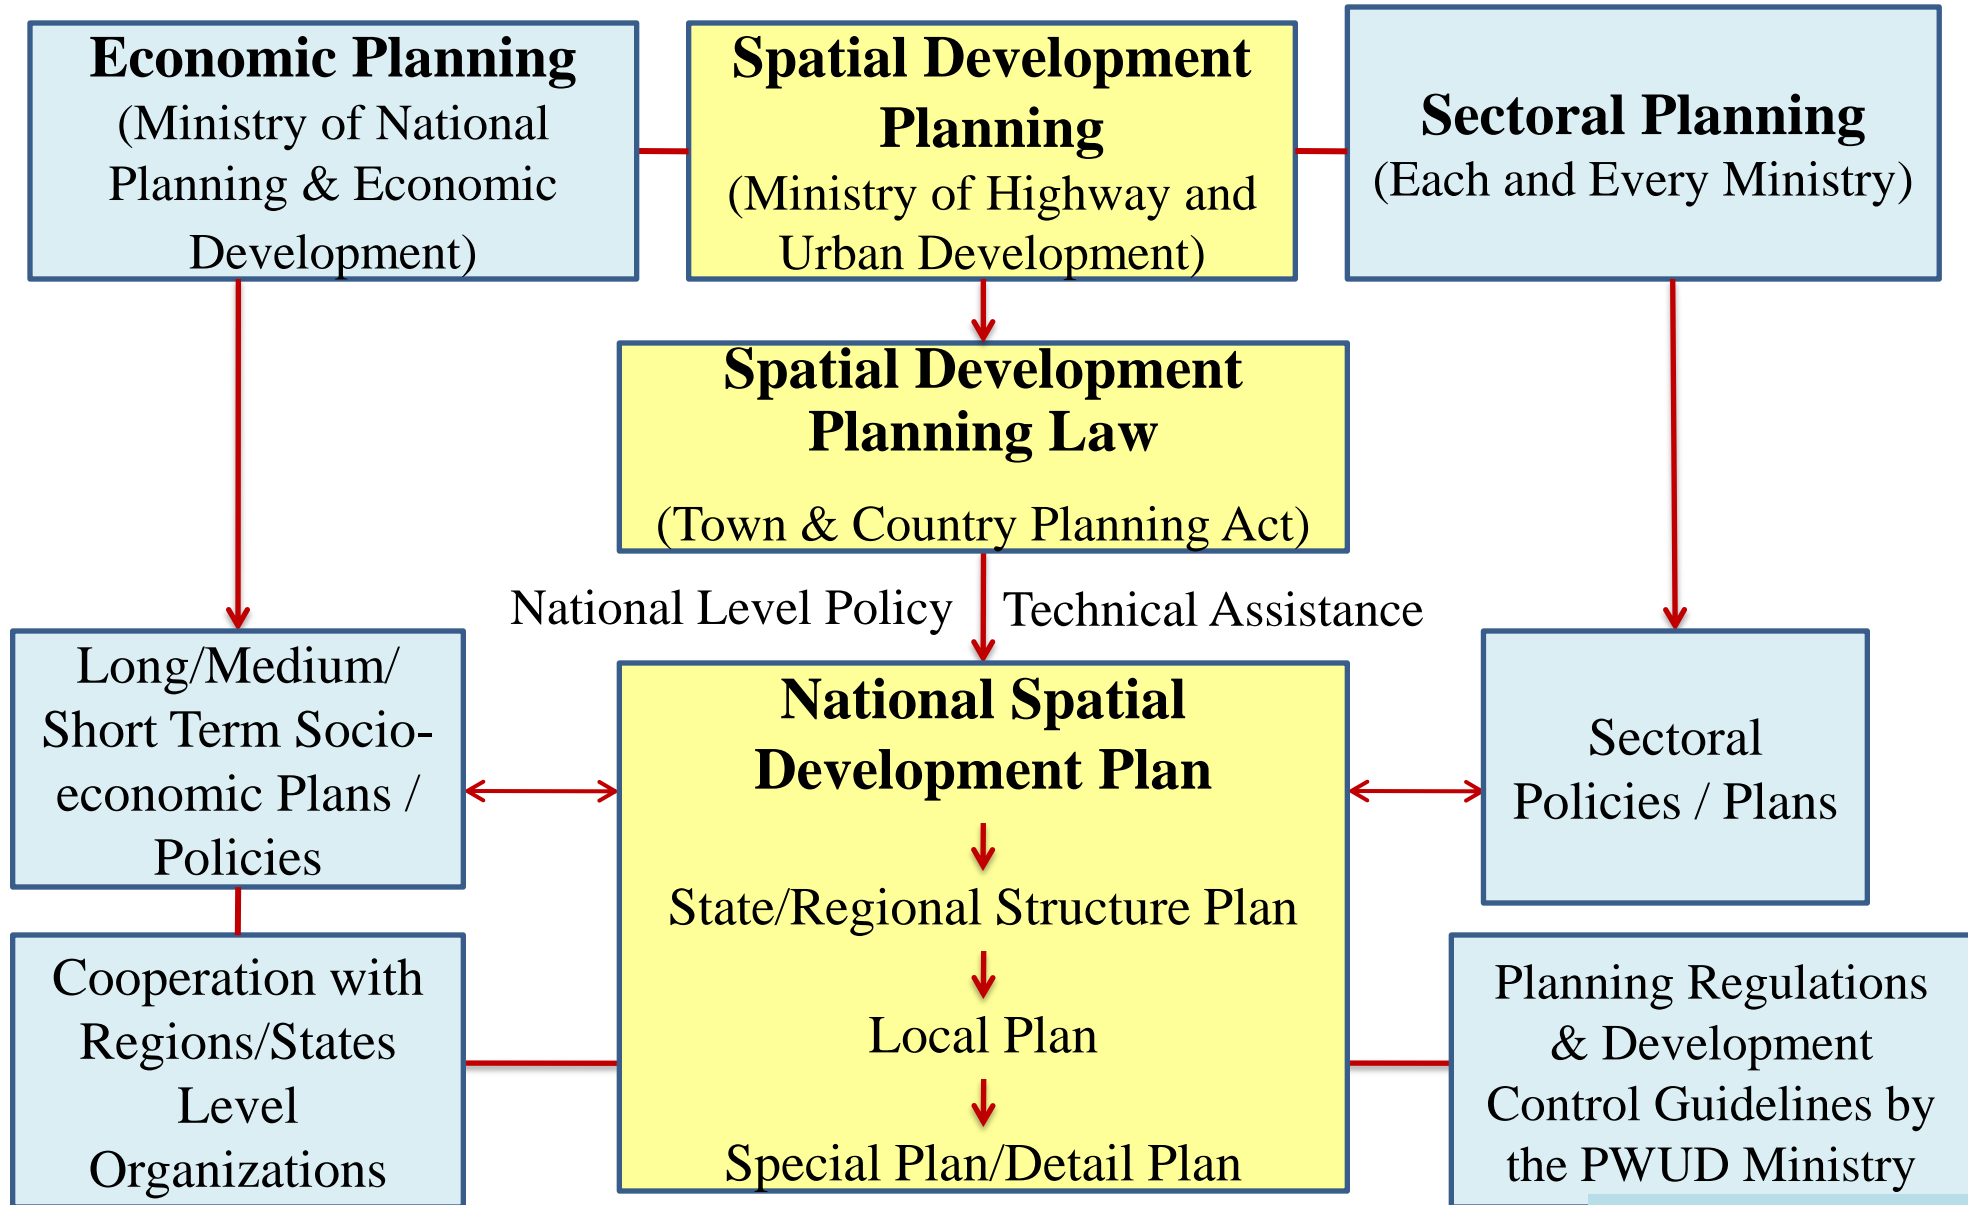 Economic Planning
(Ministry of National
Planning & Economic
Development)
Spatial Development
Planning
(Ministry of Highway and
Urban Development)
Sectoral Planning
(Each and Every Ministry)
Spatial Development
Planning Law
(Town & Country Planning Act)
National Level Policy
Technical Assistance
Long/Medium/
Short Term Socio-
economic Plans /
Policies
National Spatial
Development Plan
State/Regional Structure Plan
Local Plan
Special Plan/Detail Plan
Sectoral
Policies / Plans
Cooperation with
Regions/States
Level
Organizations
Planning Regulations
& Development
Control Guidelines by
the PWUD Ministry